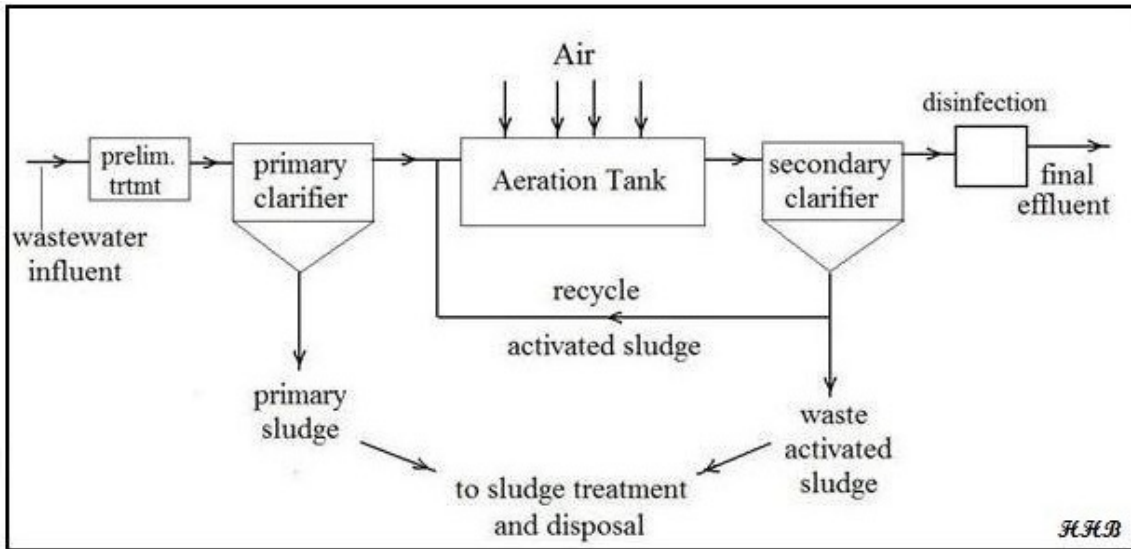 Air
disinfection
prelim.
trtmt
primary
clarifier
Aeration Tank
secondary
clarifier
final
effluent
wastewater
influent
recycle
activated sludge
primary
sludge
waste
activated
sludge
to sludge treatment
and disposal
HHB